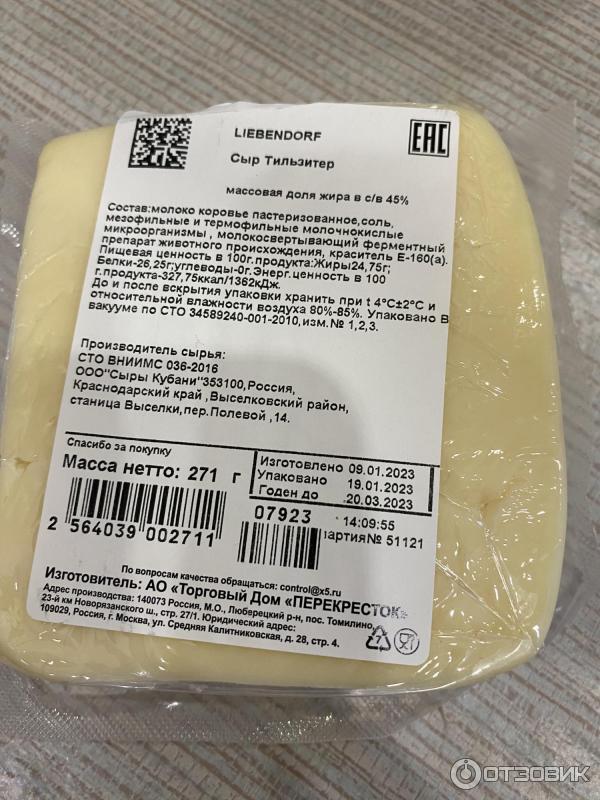 LIEBENDORF
EAC
Сыр Тильзитер
массовая доля жира в с/в 45%
Состав:молоко коровье пастеризованное,соль,
мезофильные и термофильные молочнокислые
микроорганизмы , молокосвертывающий ферментный
препарат животного происхождения, краситель Е-160(а).
Пищевая ценность в 100г.продукта:Жиры24,75г;
Белки-26,25г;углеводы-0г.Энерг.ценность в 100
г.продукта-327,75ккал/1362кДж.
До и после вскрытия упаковки хранить при t 4°С±2°С и
относительной влажности воздуха 80%-85%. Упаковано В
вакууме по СТО 34589240-001-2010,изм.№ 1,2,3.
Производитель сырья:
СТО ВНИИМС 036-2016
ООО"Сыры Кубани"353100,Россия,
Краснодарский край ,Выселковский район,
станица Выселки,пер.Полевой ,14.
Спасибо за покупку
Масса нетто: 271 г
Изготовлено 09.01.2023
Упаковано 19.01.2023
Годен до 20.03.2023
2 564039 002711
07923
14:09:55
артия№ 51121
По вопросам качества обращаться: control@x5.ru
Изготовитель: АО «Торговый Дом «ПЕРЕКРЕСТОК»
Адрес производства: 140073 Россия, М.О., Люберецкий р-н, пос. Томилино,
23-й км Новорязанского ш., стр. 27/1. Юридический адрес:
109029, Россия, г. Москва, ул. Средняя Калитниковская, д. 28, стр. 4.
7
ОТЗОВИК